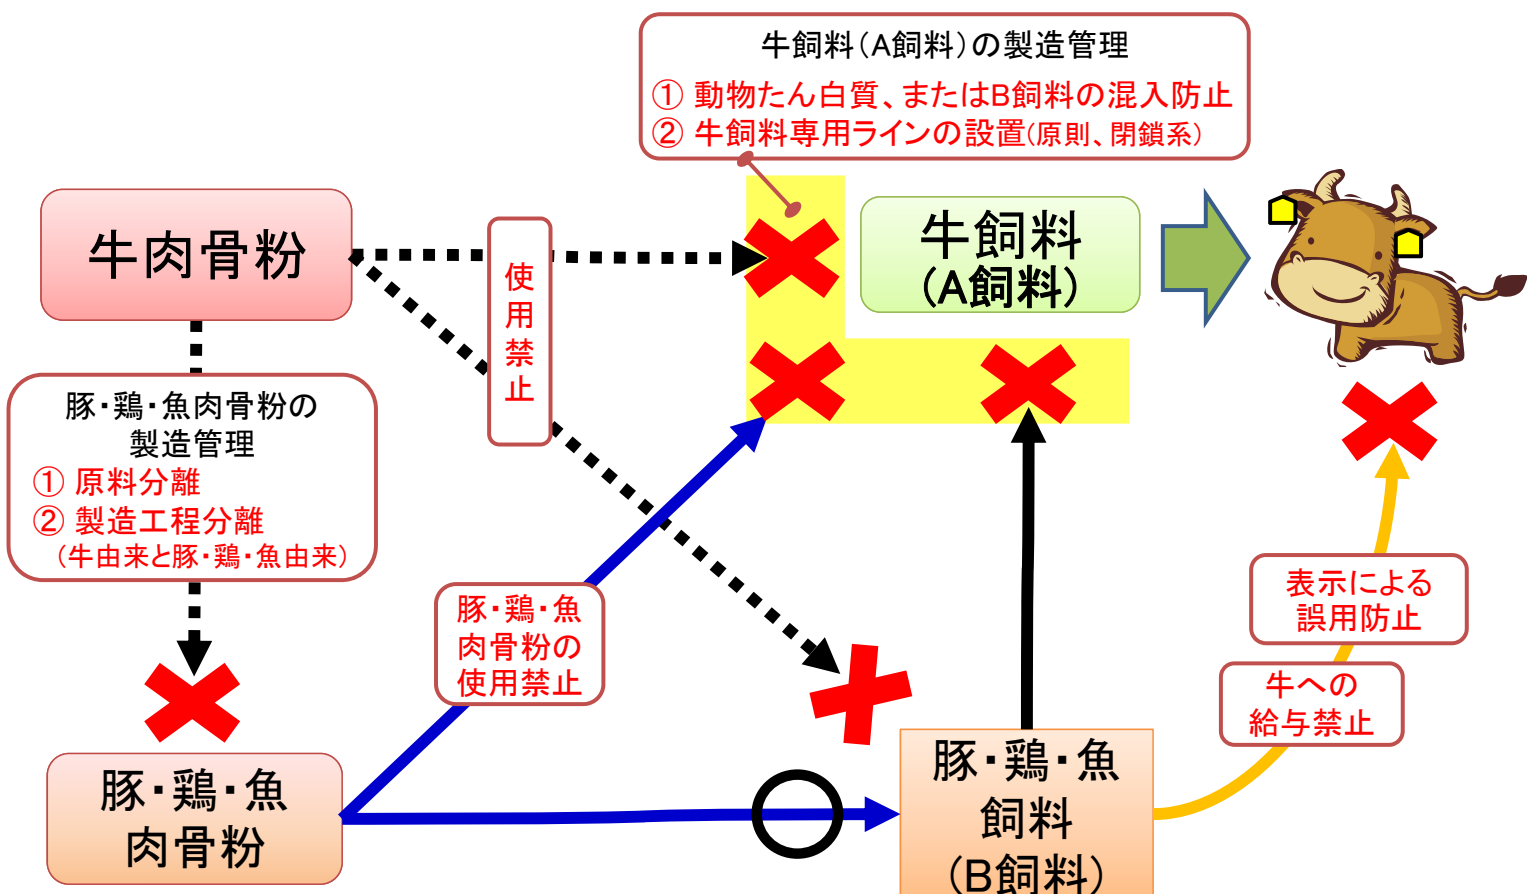 牛飼料(A飼料)の製造管理
① 動物たん白質、またはB飼料の混入防止
② 牛飼料専用ラインの設置(原則、閉鎖系)
牛肉骨粉
使
用
禁
止
牛飼料
(A飼料)
豚・鶏・魚肉骨粉の
製造管理
① 原料分離
② 製造工程分離
(牛由来と豚・鶏・魚由来)
豚・鶏・魚
肉骨粉の
使用禁止
表示による
誤用防止
牛への
給与禁止
豚・鶏・魚
肉骨粉
豚・鶏・魚
飼料
(B飼料)